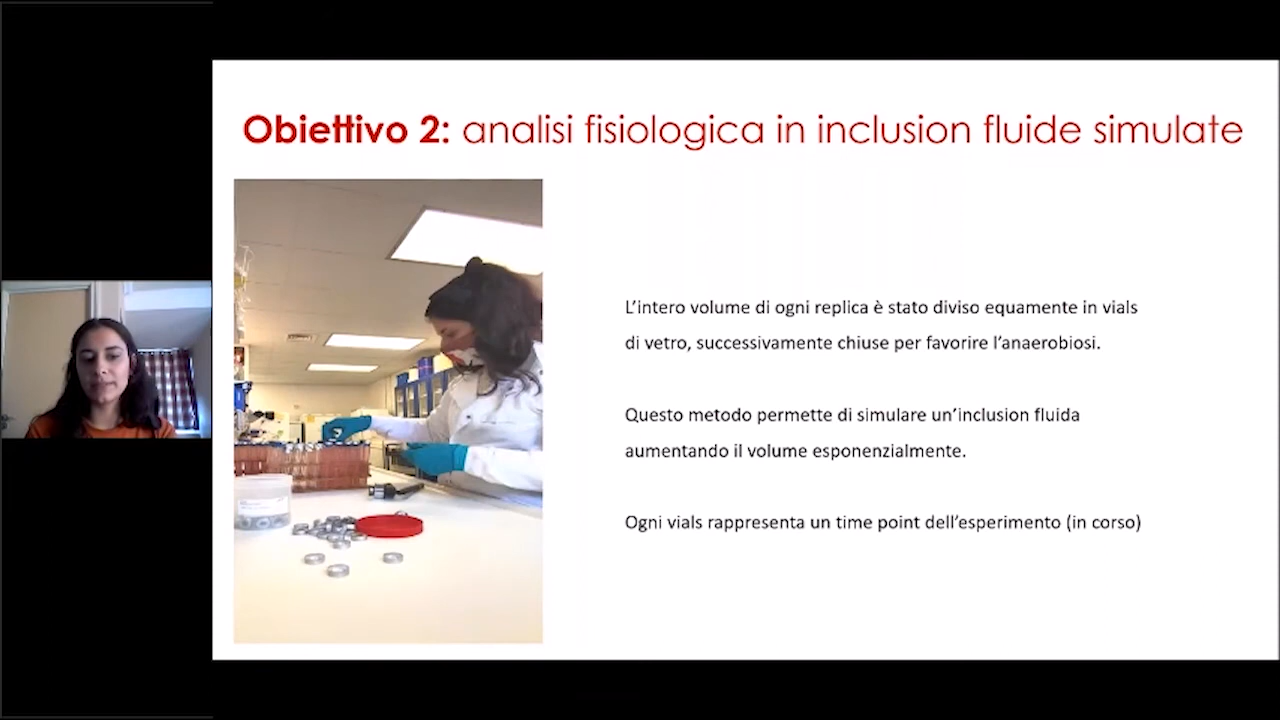 Obiettivo 2: analisi fisiologica in inclusion fluide simulate
L’intero volume di ogni replica è stato diviso equamente in vials
di vetro, successivamente chiuse per favorire l’anaerobiosi.
Questo metodo permette di simulare un’inclusion fluida
aumentando il volume esponenzialmente.
Ogni vials rappresenta un time point dell’esperimento (in corso)